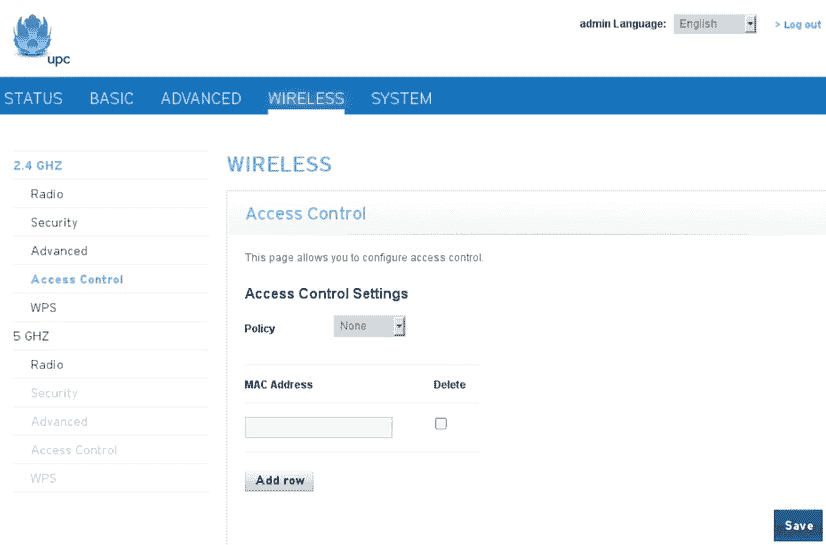 upc
admin Language: English > Log out
STATUS BASIC ADVANCED WIRELESS SYSTEM
2.4 GHZ
Radio
Security
Advanced
Access Control
WPS
5 GHZ
Radio
Security
Advanced
Access Control
WPS
WIRELESS
Access Control
This page allows you to configure access control.
Access Control Settings
Policy None
MAC Address Delete
Add row
Save